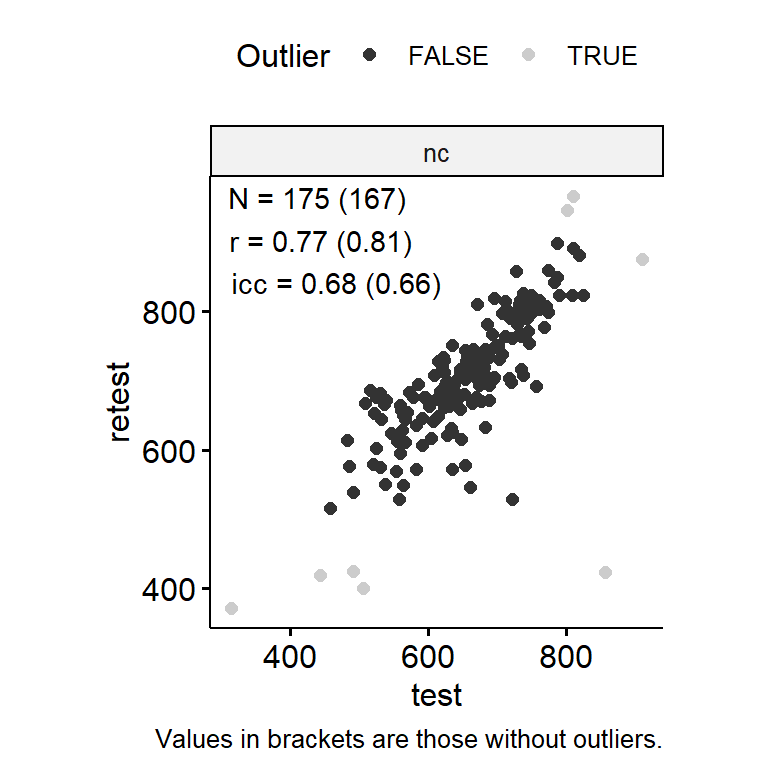 Outlier FALSE TRUE
nc
N = 175 (167)
r = 0.77 (0.81)
icc = 0.68 (0.66)
800
600
400
retest
400 600 800
test
Values in brackets are those without outliers.